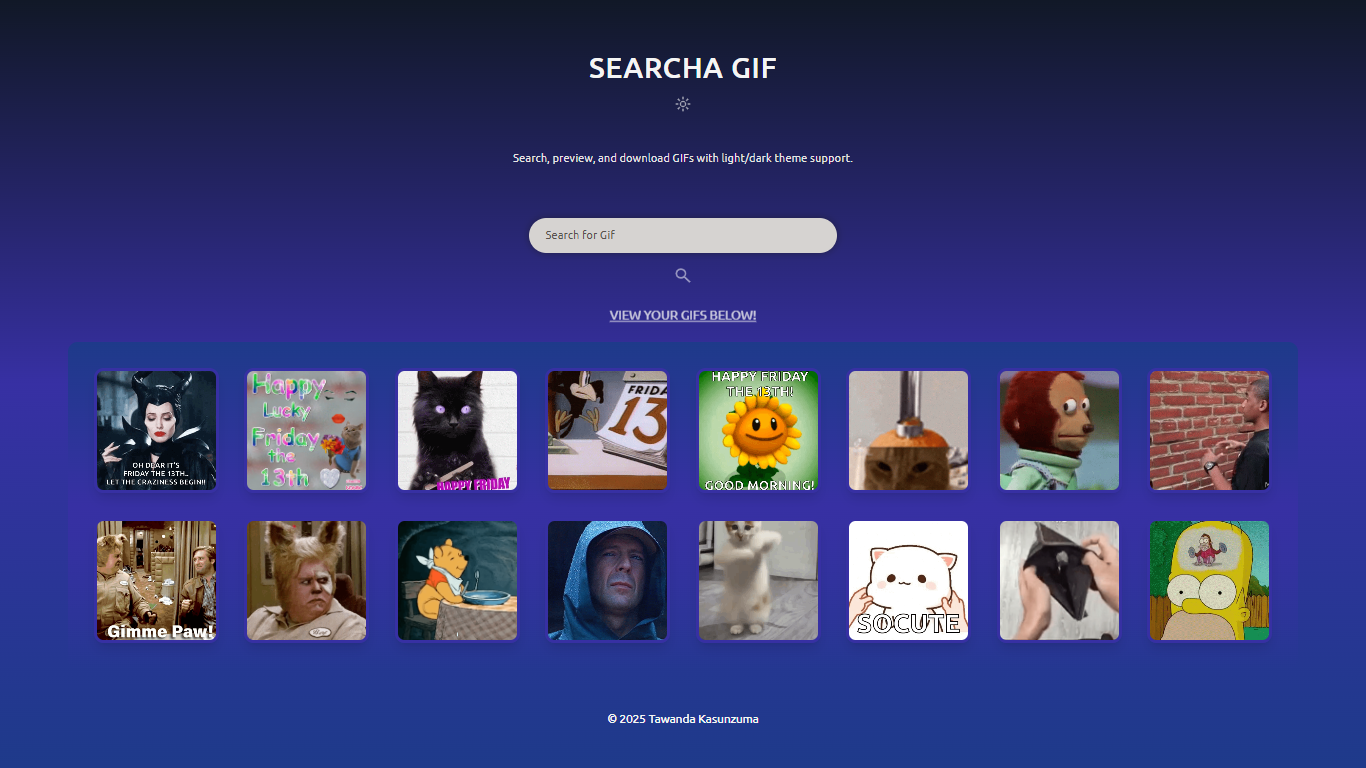 SEARCHA GIF
Search, preview, and download GIFs with light/dark theme support.
Search for Gif
VIEW YOUR GIFS BELOW!
OH DEAR IT'S
FRIDAY THE 13TH..
LET THE CRAZINESS BEGIN!!
Happy
Lucky
Friday
the
13th
HAPPY FRIDAY
FRIDA
13
HAPPY FRIDAY
THE 13TH!
GOOD MORNING!
Gimme Paw!
SO CUTE
© 2025 Tawanda Kasunzuma